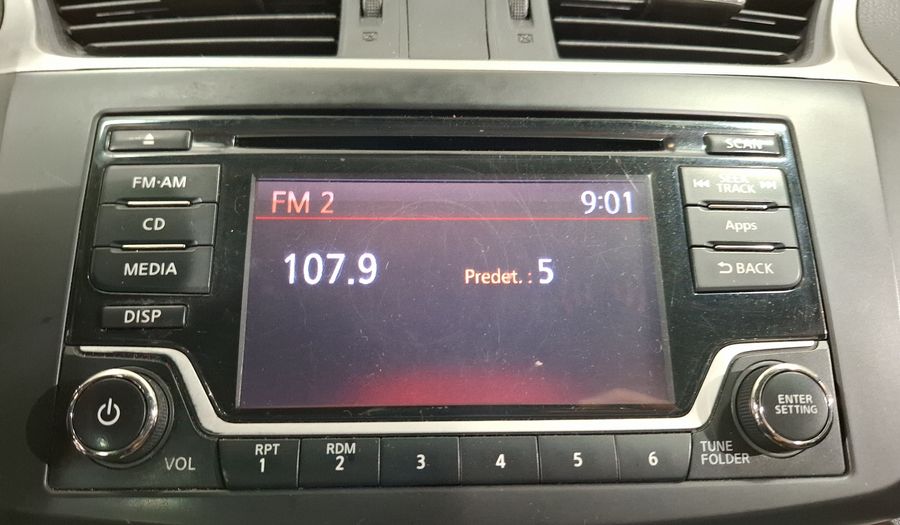 SCAN
FM·AM
SEEK
TRACK
FM 2 9:01
CD
Apps
107.9 Predet. : 5
MEDIA
BACK
DISP
ENTER
SETTING
VOL
RPT
1
RDM
2
3
4
5
6
TUNE
FOLDER